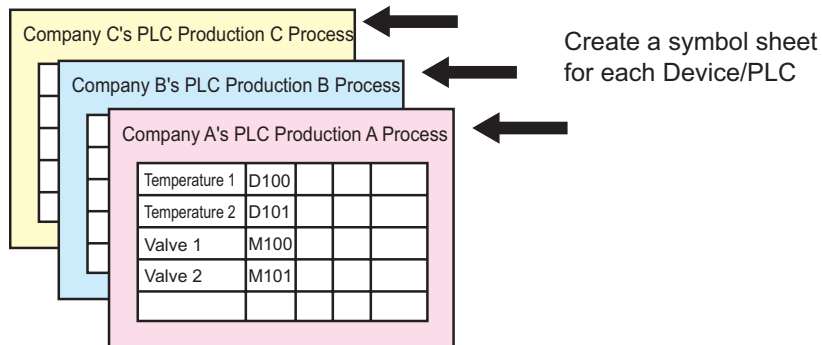 Company C's PLC Production C Process
Company B's PLC Production B Process
Company A's PLC Production A Process
Temperature 1 D100
Temperature 2 D101
Valve 1 M100
Valve 2 M101
Create a symbol sheet
for each Device/PLC